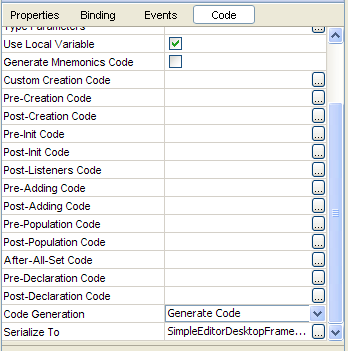 Properties Binding Events Code
Type Parameters ...
Use Local Variable
Generate Mnemonics Code
Custom Creation Code ...
Pre-Creation Code ...
Post-Creation Code ...
Pre-Init Code ...
Post-Init Code ...
Post-Listeners Code ...
Pre-Adding Code ...
Post-Adding Code ...
Pre-Population Code ...
Post-Population Code ...
After-All-Set Code ...
Pre-Declaration Code ...
Post-Declaration Code ...
Code Generation Generate Code
Serialize To SimpleEditorDesktopFrame... ...